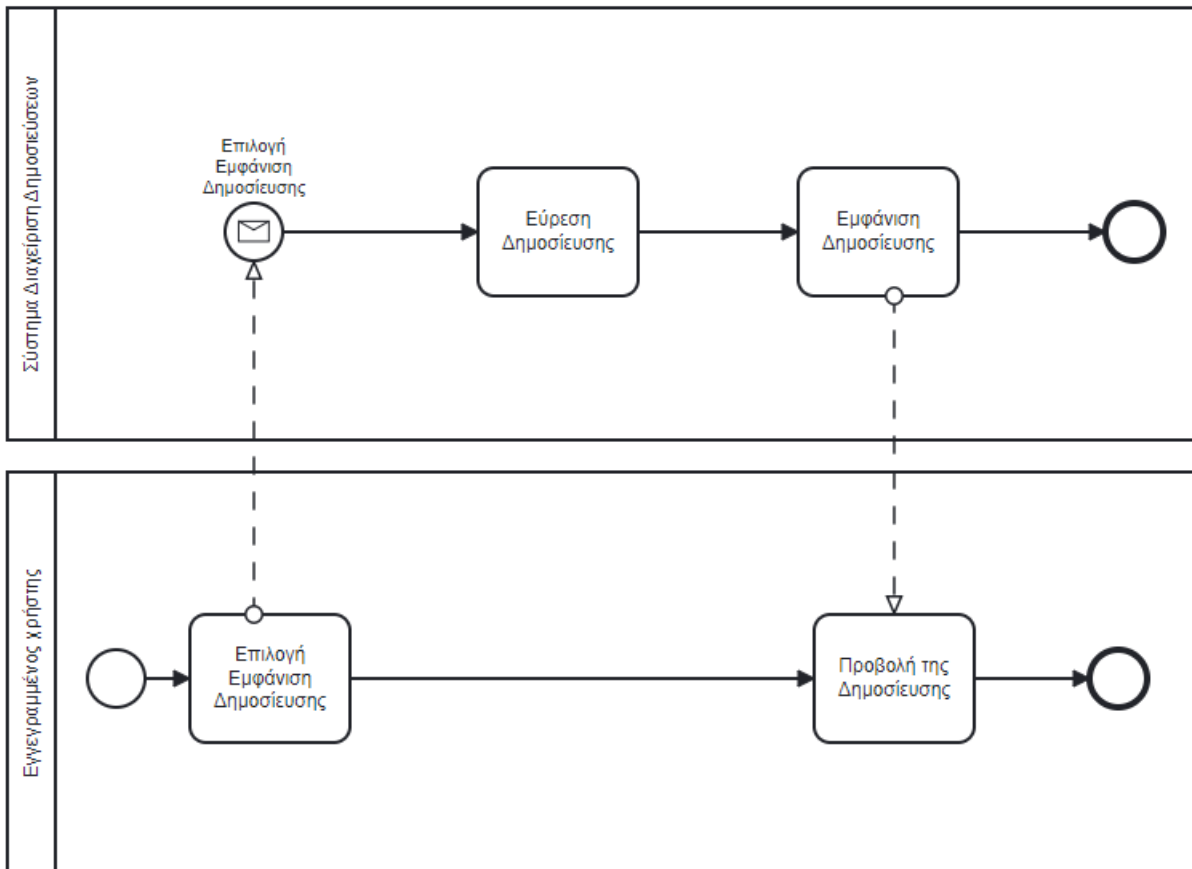 Σύστημα Διαχείριση Δημοσιεύσεων
Επιλογή
Εμφάνιση
Δημοσίευσης
Εύρεση
Δημοσίευσης
Εμφάνιση
Δημοσίευσης
Εγγεγραμμένος χρήστης
Επιλογή
Εμφάνιση
Δημοσίευσης
Προβολή της
Δημοσίευσης